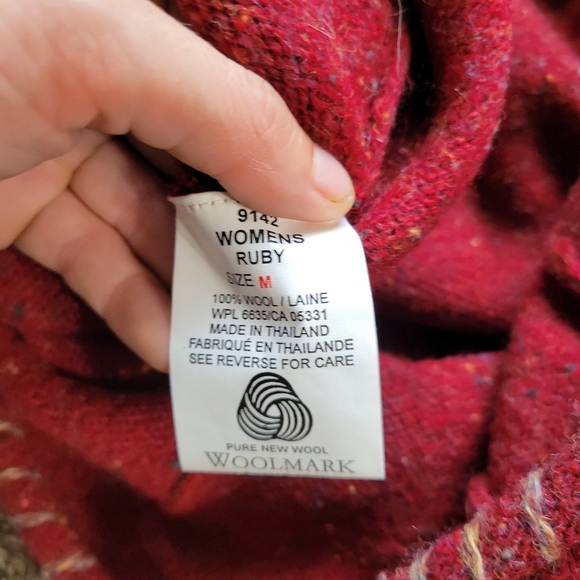 9142
WOMENS
RUBY
SIZE M
100% WOOL / LAINE
WPL 6635/CA 05331
MADE IN THAILAND
FABRIQUÉ EN THAILANDE
SEE REVERSE FOR CARE
PURE NEW WOOL
WOOLMARK